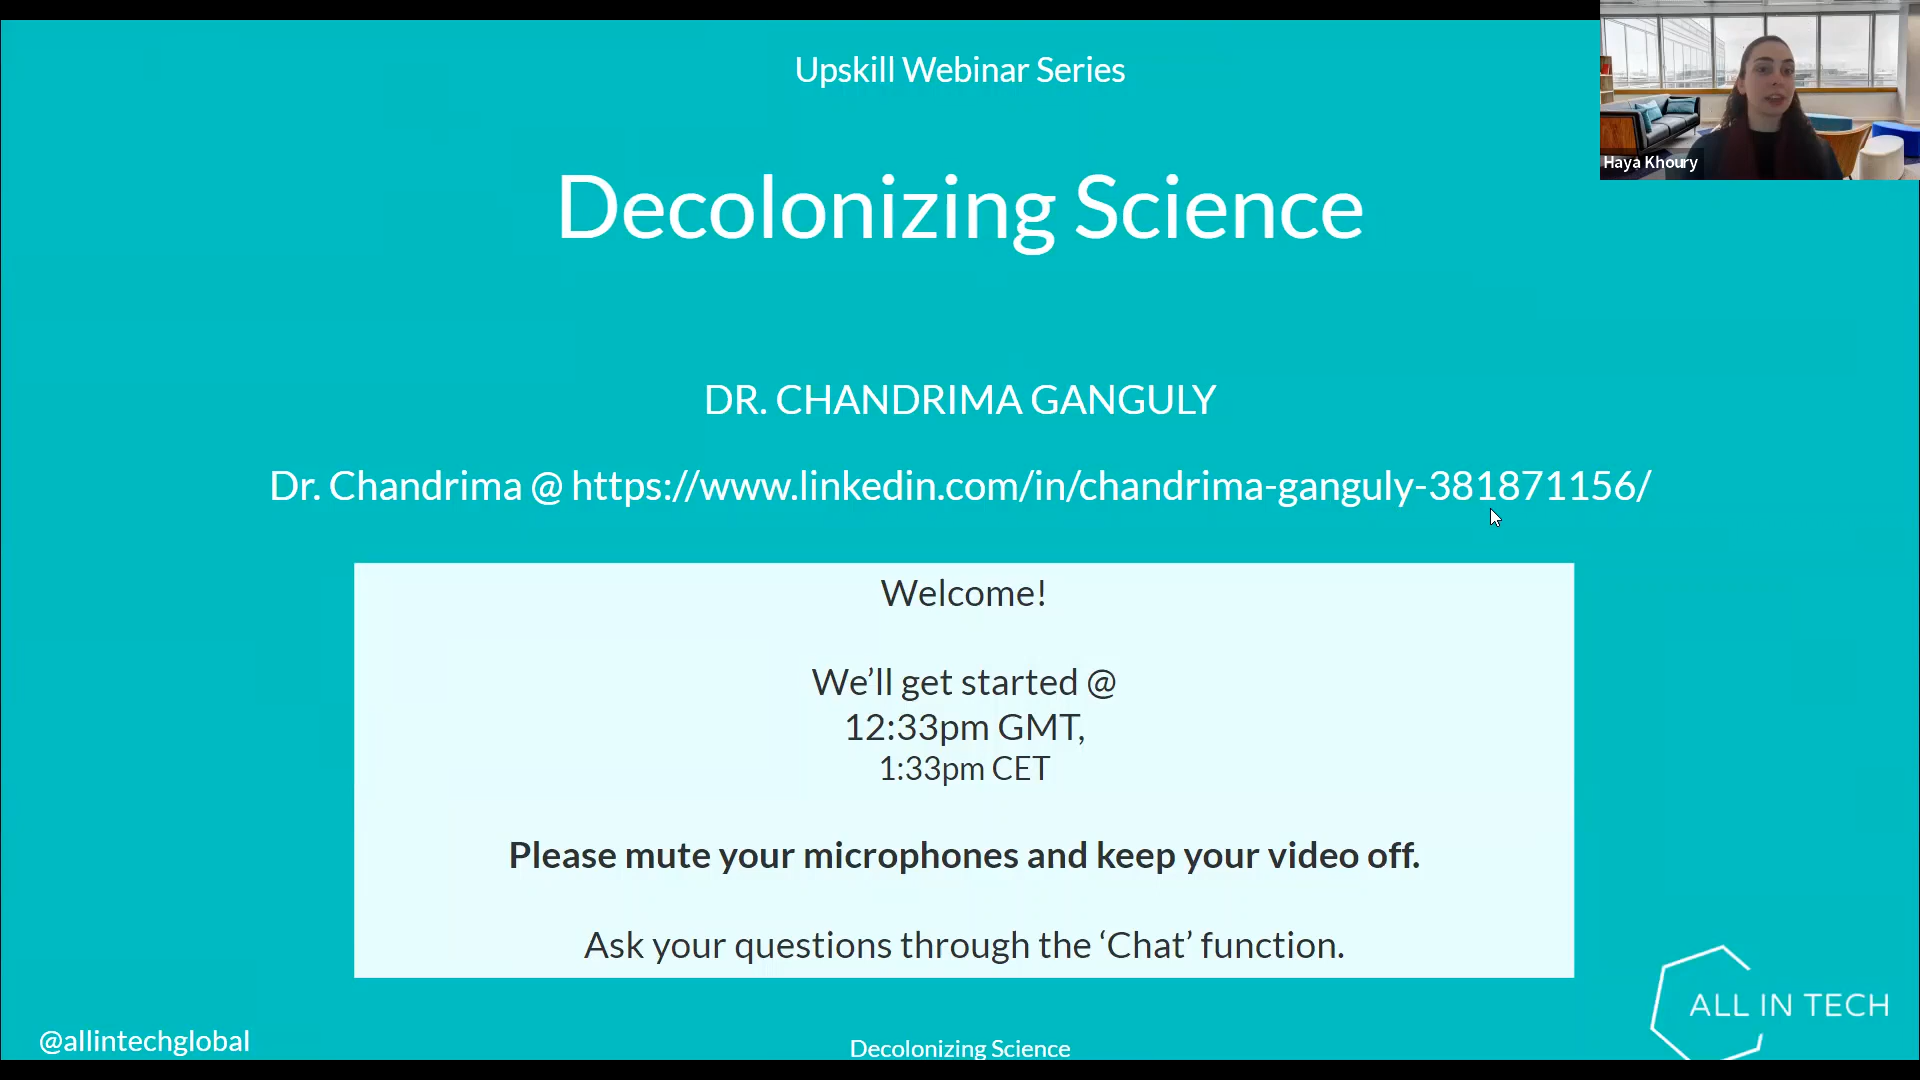 Upskill Webinar Series
Haya Khoury
Decolonizing Science
DR. CHANDRIMA GANGULY
Dr. Chandrima @ https://www.linkedin.com/in/chandrima-ganguly-381871156/
Welcome!
We’ll get started @
12:33pm GMT,
1:33pm CET
Please mute your microphones and keep your video off.
Ask your questions through the ‘Chat’ function.
ALL IN TECH
@allintechglobal
Decolonizing Science